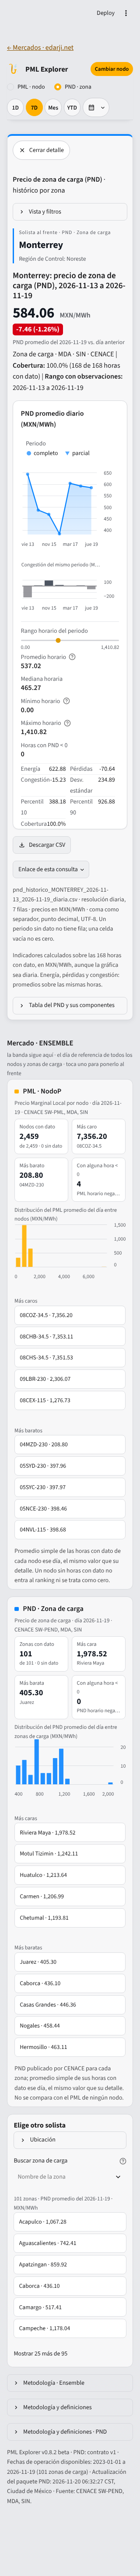 Deploy
← Mercados · edarji.net
PML Explorer
Cambiar nodo
PML · nodo
PND · zona
1D
7D
Mes
YTD
Cerrar detalle
Precio de zona de carga (PND) · histórico por zona
Vista y filtros
Solista al frente · PND · Zona de carga
Monterrey
Región de Control: Noreste
Monterrey: precio de zona de carga (PND), 2026-11-13 a 2026-11-19
584.06 MXN/MWh
-7.46 (-1.26%)
PND promedio del 2026-11-19 vs. día anterior
Zona de carga · MDA · SIN · CENACE |
Cobertura: 100.0% (168 de 168 horas con dato) | Rango con observaciones: 2026-11-13 a 2026-11-19
PND promedio diario (MXN/MWh)
Periodo
completo
parcial
650
600
550
500
450
400
vie 13
nov 15
mar 17
jue 19
Congestión del mismo periodo (M…
100
−200
vie 13
nov 15
mar 17
jue 19
Rango horario del periodo
0.00
1,410.82
Promedio horario
537.02
Mediana horaria
465.27
Mínimo horario
0.00
Máximo horario
1,410.82
Horas con PND < 0
0
Energía 622.88 Pérdidas -70.64
Congestión -15.23 Desv. estándar 234.89
Percentil 10 388.18 Percentil 90 926.88
Cobertura 100.0%
Descargar CSV
Enlace de esta consulta
pnd_historico_MONTERREY_2026-11-13_2026-11-19_diaria.csv · resolución diaria, 7 filas · precios en MXN/MWh · coma como separador, punto decimal, UTF-8. Un periodo sin dato no tiene fila; una celda vacía no es cero.
Indicadores calculados sobre las 168 horas con dato, en MXN/MWh, aunque la gráfica sea diaria. Energía, pérdidas y congestión: promedios sobre las mismas horas.
Tabla del PND y sus componentes
Mercado · ENSEMBLE
la banda sigue aquí · el día de referencia de todos los nodos y zonas de carga · toca uno para ponerlo al frente
PML · NodoP
Precio Marginal Local por nodo · día 2026-11-19 · CENACE SW-PML, MDA, SIN
Nodos con dato
2,459
de 2,459 · 0 sin dato
Más caro
7,356.20
08COZ-34.5
Más barato
208.80
04MZD-230
Con alguna hora < 0
4
PML horario nega…
Distribución del PML promedio del día entre nodos (MXN/MWh)
1,500
1,000
500
0
0
2,000
4,000
6,000
Más caros
08COZ-34.5 · 7,356.20
08CHB-34.5 · 7,353.11
08CHS-34.5 · 7,351.53
09LBR-230 · 2,306.07
08CEX-115 · 1,276.73
Más baratos
04MZD-230 · 208.80
05SYD-230 · 397.96
05SYC-230 · 397.97
05NCE-230 · 398.46
04NVL-115 · 398.68
Promedio simple de las horas con dato de cada nodo, el mismo valor que su detalle. Un nodo sin horas con dato no entra al ranking ni se trata como cero.
PND · Zona de carga
Precio de zona de carga · día 2026-11-19 · CENACE SW-PEND, MDA, SIN
Zonas con dato
101
de 101 · 0 sin dato
Más cara
1,978.52
Riviera Maya
Más barata
405.30
Juarez
Con alguna hora < 0
0
PND horario nega…
Distribución del PND promedio del día entre zonas de carga (MXN/MWh)
20
10
0
400
800
1,200
1,600
2,000
Más caras
Riviera Maya · 1,978.52
Motul Tizimin · 1,242.11
Huatulco · 1,213.64
Carmen · 1,206.99
Chetumal · 1,193.81
Más baratas
Juarez · 405.30
Caborca · 436.10
Casas Grandes · 446.36
Nogales · 458.44
Hermosillo · 463.11
PND publicado por CENACE para cada zona; promedio simple de sus horas con dato ese día, el mismo valor que su detalle. No se compara con el PML de ningún nodo.
Elige otro solista
Ubicación
Buscar zona de carga
Nombre de la zona
101 zonas · PND promedio del 2026-11-19 · MXN/MWh
Acapulco · 1,067.28
Aguascalientes · 742.41
Apatzingan · 859.92
Caborca · 436.10
Camargo · 517.41
Campeche · 1,178.04
Mostrar 25 más de 95
Metodología · Ensemble
Metodología y definiciones
Metodología y definiciones · PND
PML Explorer v0.8.2 beta · PND: contrato v1 · Fechas de operación disponibles: 2023-01-01 a 2026-11-19 (101 zonas de carga) · Actualización del paquete PND: 2026-11-20 06:32:27 CST, Ciudad de México · Fuente: CENACE SW-PEND, MDA, SIN.